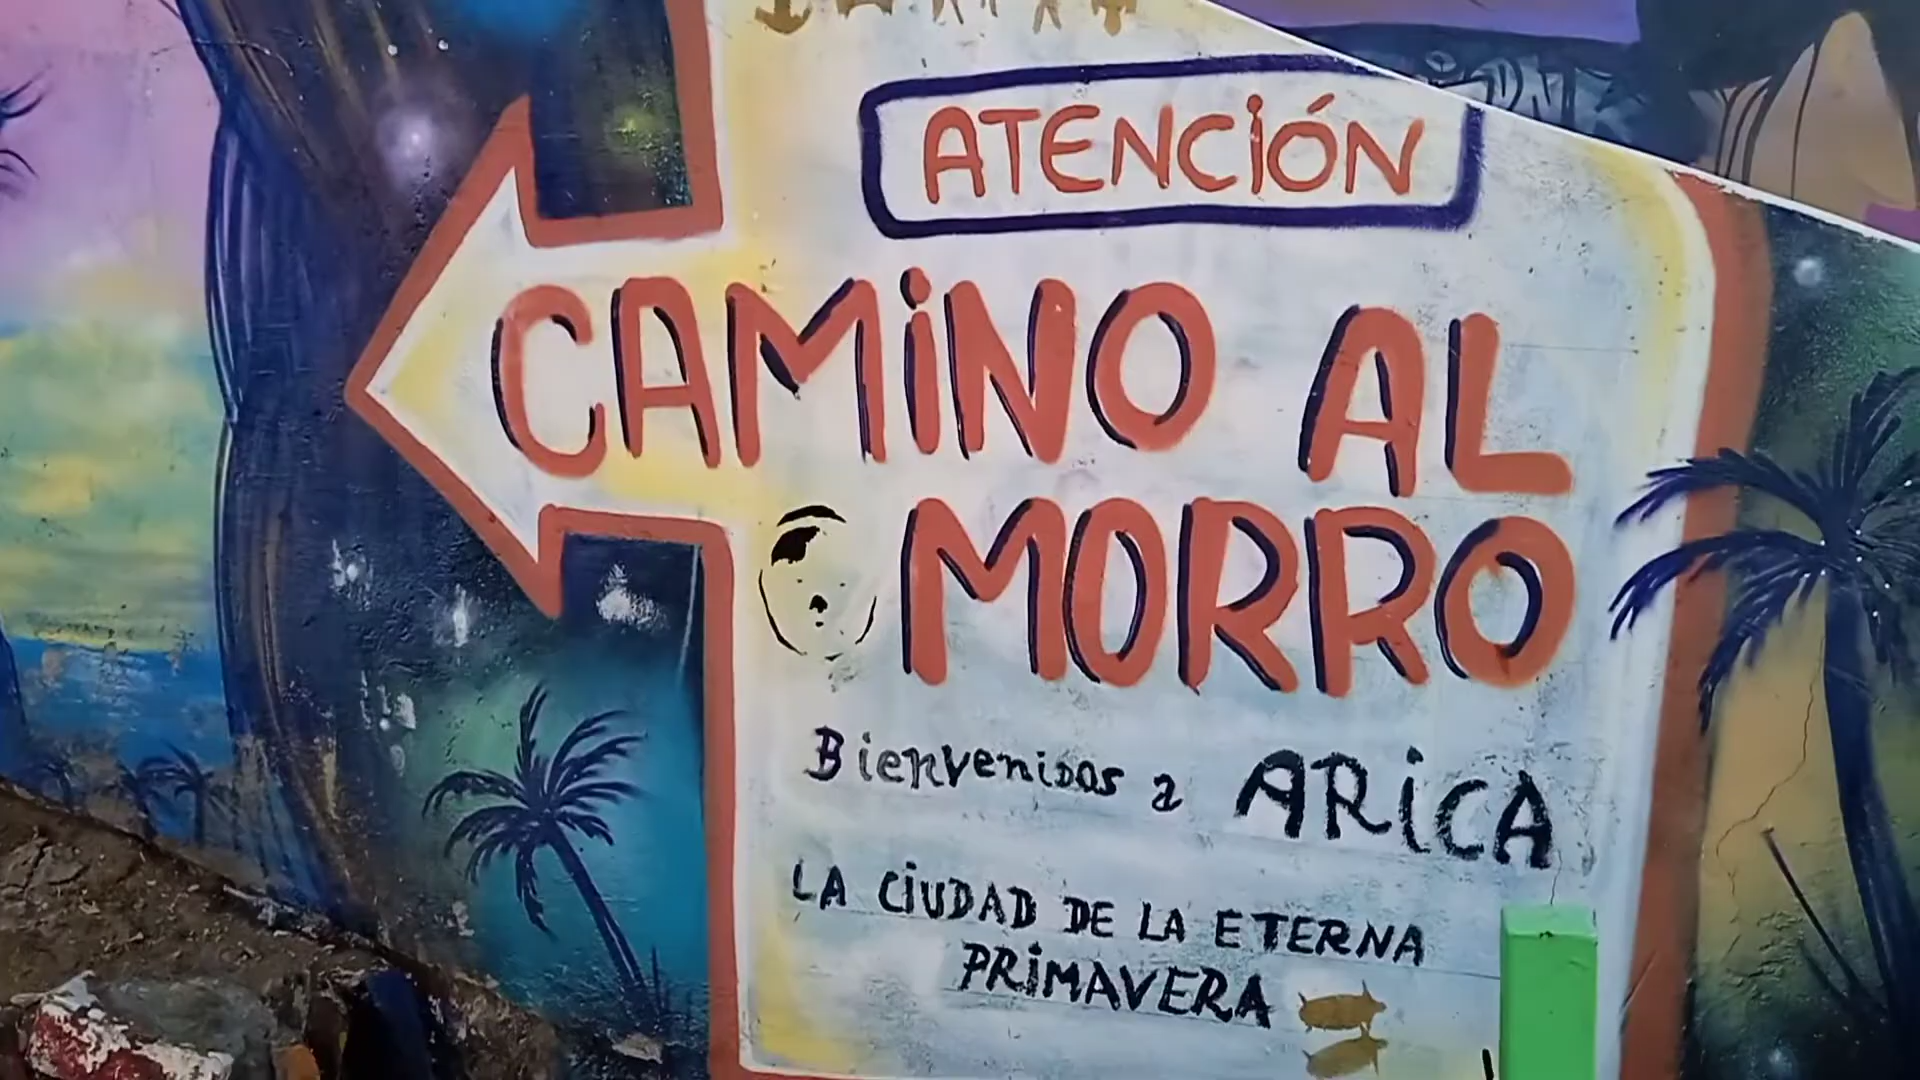 ATENCIÓN
CAMINO AL
MORRO
Bienvenidos a ARICA
LA CIUDAD DE LA ETERNA
PRIMAVERA